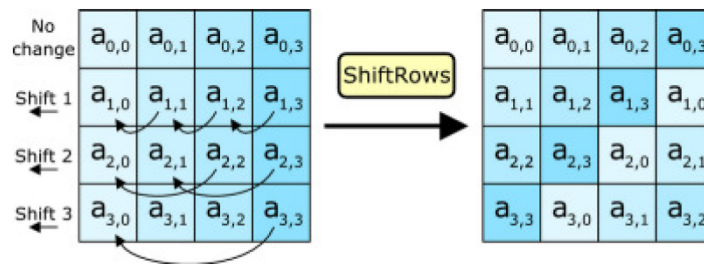 No change a0,0 a0,1 a0,2 a0,3
Shift 1 a1,0 a1,1 a1,2 a1,3
Shift 2 a2,0 a2,1 a2,2 a2,3
Shift 3 a3,0 a3,1 a3,2 a3,3
ShiftRows
a0,0 a0,1 a0,2 a0,3
a1,1 a1,2 a1,3 a1,0
a2,2 a2,3 a2,0 a2,1
a3,3 a3,0 a3,1 a3,2